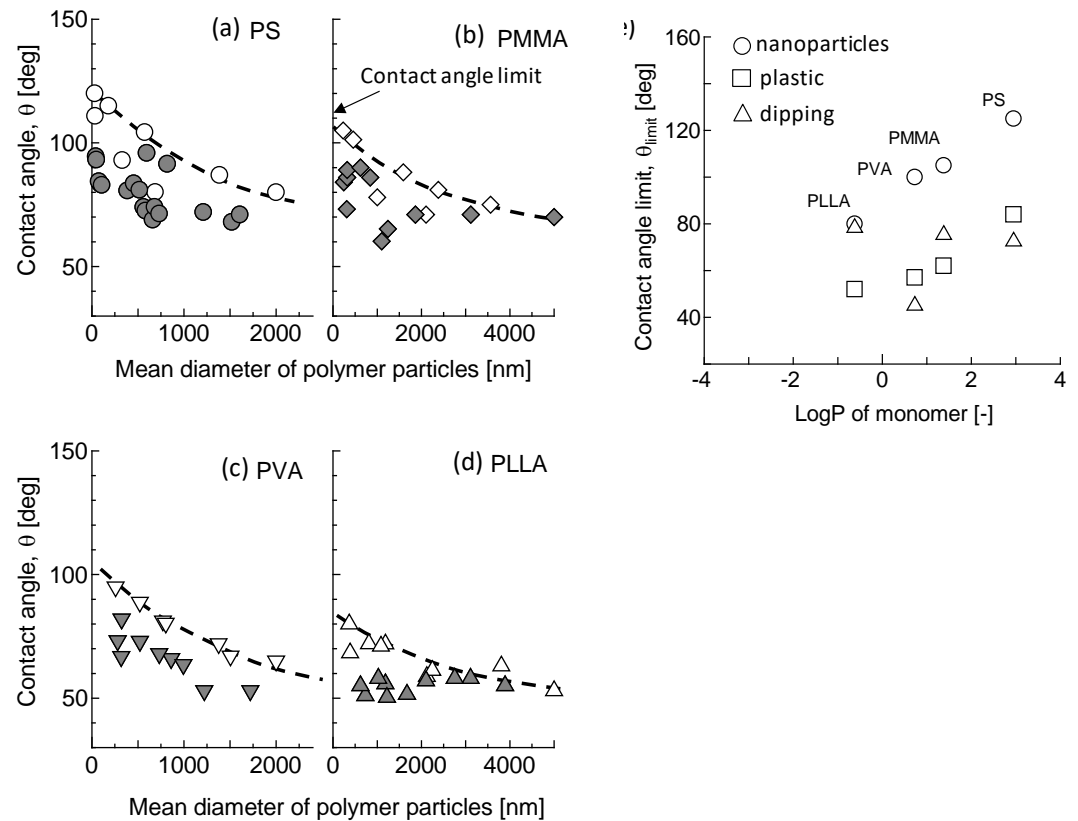 (a) PS
(b) PMMA
Contact angle limit
150
100
50
Contact angle, θ [deg]
0 1000 2000
0 2000 4000
Mean diameter of polymer particles [nm]
e)
nanoparticles
plastic
dipping
PS
PMMA
PVA
PLLA
160
120
80
40
Contact angle limit, θlimit [deg]
-4 -2 0 2 4
LogP of monomer [-]
(c) PVA
(d) PLLA
150
100
50
Contact angle, θ [deg]
0 1000 2000
0 2000 4000
Mean diameter of polymer particles [nm]